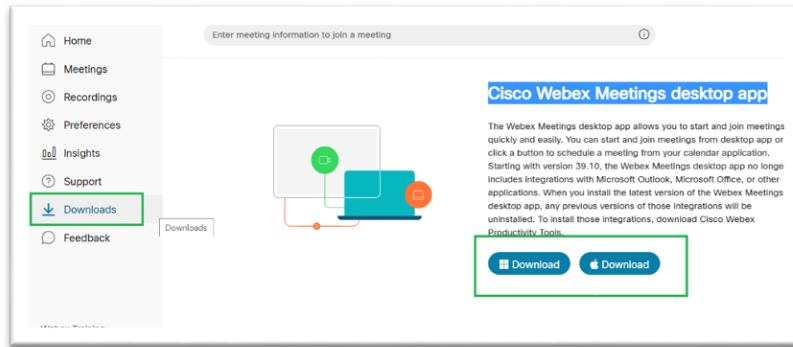 Enter meeting information to join a meeting
Home
Meetings
Recordings
Preferences
Insights
Support
Downloads
Feedback
Downloads
Cisco Webex Meetings desktop app
The Webex Meetings desktop app allows you to start and join meetings
quickly and easily. You can start and join meetings from desktop app or
click a button to schedule a meeting from your calendar application.
Starting with version 39.10, the Webex Meetings desktop app no longe
includes integrations with Microsoft Outlook, Microsoft Office, or other
applications. When you install the latest version of the Webex Meetings
desktop app, any previous versions of those integrations will be
uninstalled. To install those integrations, download Cisco Webex
Productivity Tools.
Download
Download